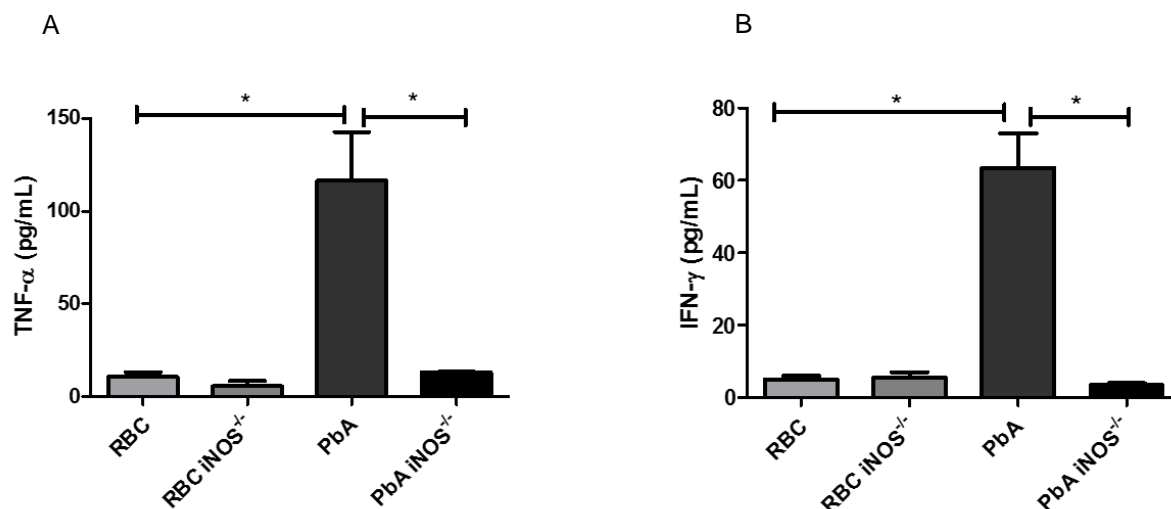 A
* *
TNF-α (pg/mL)
150
100
50
0
RBC
RBC iNOS⁻/⁻
PbA
PbA iNOS⁻/⁻
B
* *
IFN-γ (pg/mL)
80
60
40
20
0
RBC
RBC iNOS⁻/⁻
PbA
PbA iNOS⁻/⁻